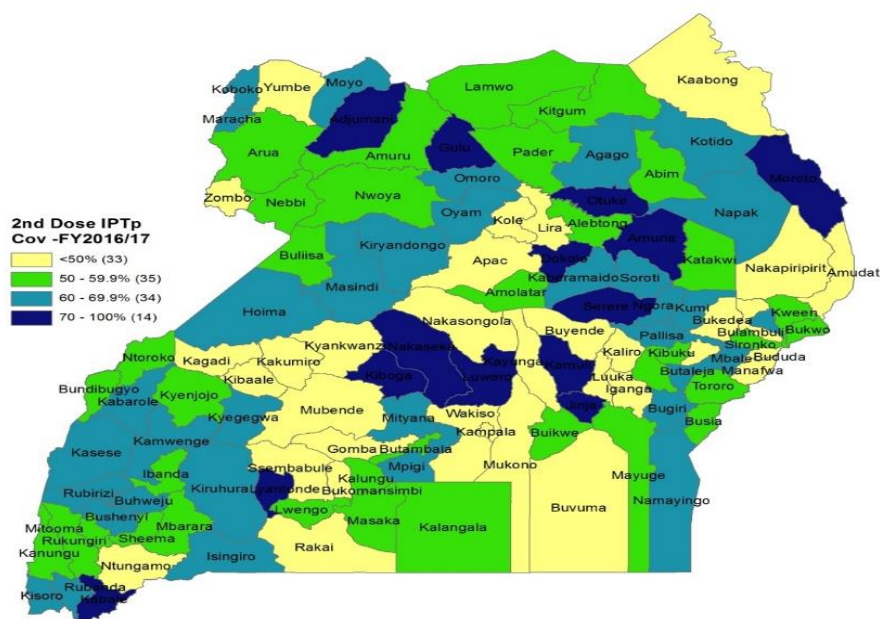 Kaabong
Koboko
Yumbe
Moyo
Lamwo
Kitgum
Maracha
Adjumani
Gulu
Kotido
Arua
Amuru
Pader
Agago
Abim
Moroto
Omoro
Zombo
Nebbi
Nwoya
Otuke
Oyam
Kole
Lira
Alebtong
Napak
2nd Dose IPTp
Cov -FY2016/17
<50% (33)
50 - 59.9% (35)
60 - 69.9% (34)
70 - 100% (14)
Buliisa
Kiryandongo
Apac
Dokolo
Amuria
Katakwi
Nakapiripirit
Amudat
Masindi
Kaberamaido
Soroti
Hoima
Amolatar
Serere
Ngora
Kumi
Bukedea
Kween
Bulambuli
Bukwo
Nakasongola
Buyende
Pallisa
Sironko
Ntoroko
Kagadi
Kyankwanzi
Nakaseke
Kaliro
Kibuku
Mbale
Bududa
Kakumiro
Kayunga
Kamuli
Butaleja
Manafwa
Bundibugyo
Kibaale
Kiboga
Luwero
Luuka
Iganga
Tororo
Kabarole
Kyenjojo
Kyegegwa
Mubende
Mityana
Wakiso
Jinja
Bugiri
Busia
Kamwenge
Kampala
Buikwe
Kasese
Gomba
Butambala
Mpigi
Mukono
Ssembabule
Mayuge
Ibanda
Kiruhura
Lyantonde
Kalungu
Bukomansimbi
Buvuma
Namayingo
Rubirizi
Buhweju
Bushenyi
Mbarara
Lwengo
Masaka
Kalangala
Mitooma
Rukungiri
Sheema
Kanungu
Isingiro
Rakai
Ntungamo
Rubanda
Kisoro
Kabale